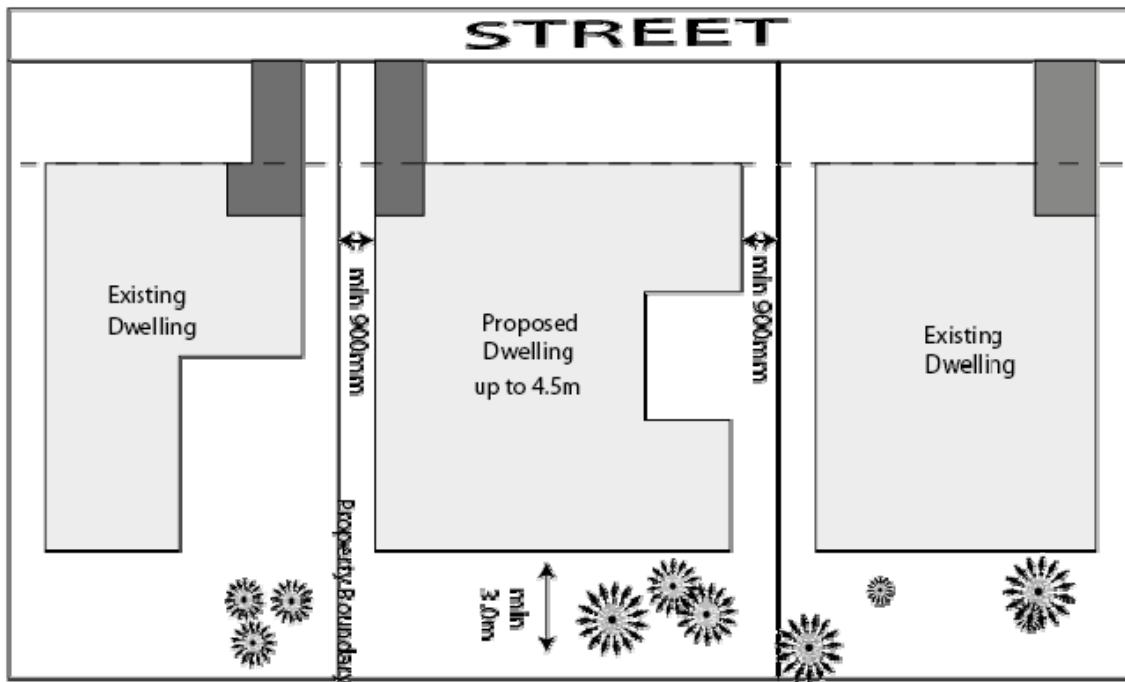 STREET
Existing
Dwelling
min 900mm
Proposed
Dwelling
up to 4.5m
min 900mm
Existing
Dwelling
Property Boundary
min
3.0m